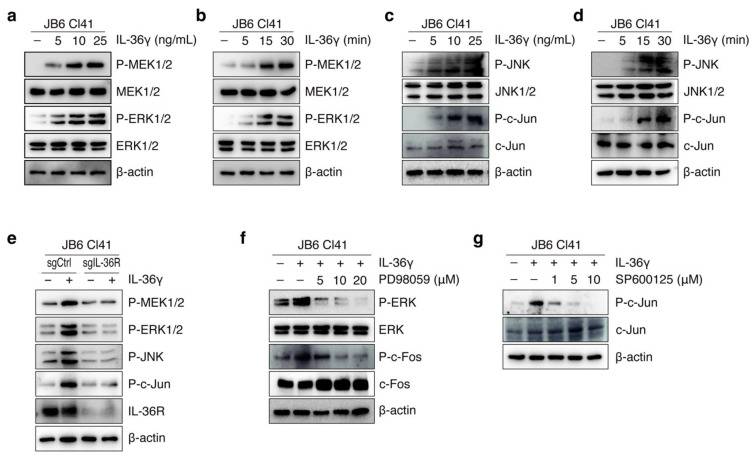 a
JB6 Cl41
– 5 10 25 IL-36γ (ng/mL)
P-MEK1/2
MEK1/2
P-ERK1/2
ERK1/2
β-actin
b
JB6 Cl41
– 5 15 30 IL-36γ (min)
P-MEK1/2
MEK1/2
P-ERK1/2
ERK1/2
β-actin
c
JB6 Cl41
– 5 10 25 IL-36γ (ng/mL)
P-JNK
JNK1/2
P-c-Jun
c-Jun
β-actin
d
JB6 Cl41
– 5 15 30 IL-36γ (min)
P-JNK
JNK1/2
P-c-Jun
c-Jun
β-actin
e
JB6 Cl41
sgCtrl sgIL-36R
– + – + IL-36γ
P-MEK1/2
P-ERK1/2
P-JNK
P-c-Jun
IL-36R
β-actin
f
JB6 Cl41
– + + + + IL-36γ
– – 5 10 20 PD98059 (μM)
P-ERK
ERK
P-c-Fos
c-Fos
β-actin
g
JB6 Cl41
– + + + + IL-36γ
– – 1 5 10 SP600125 (μM)
P-c-Jun
c-Jun
β-actin